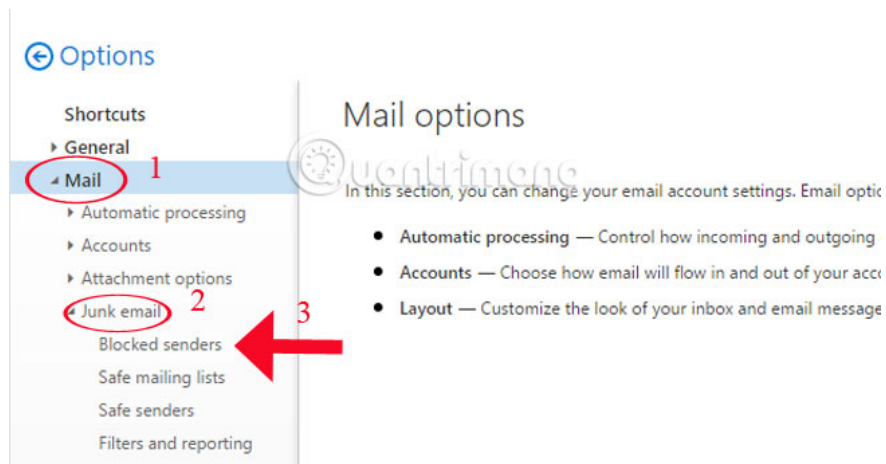 Options
Shortcuts
General
Mail
1
Automatic processing
Accounts
Attachment options
Junk email
2
Blocked senders
3
Safe mailing lists
Safe senders
Filters and reporting
Mail options
Quantrimang
In this section, you can change your email account settings. Email
Automatic processing — Control how incoming and outgoing
Accounts — Choose how email will flow in and out of your
Layout — Customize the look of your inbox and email message